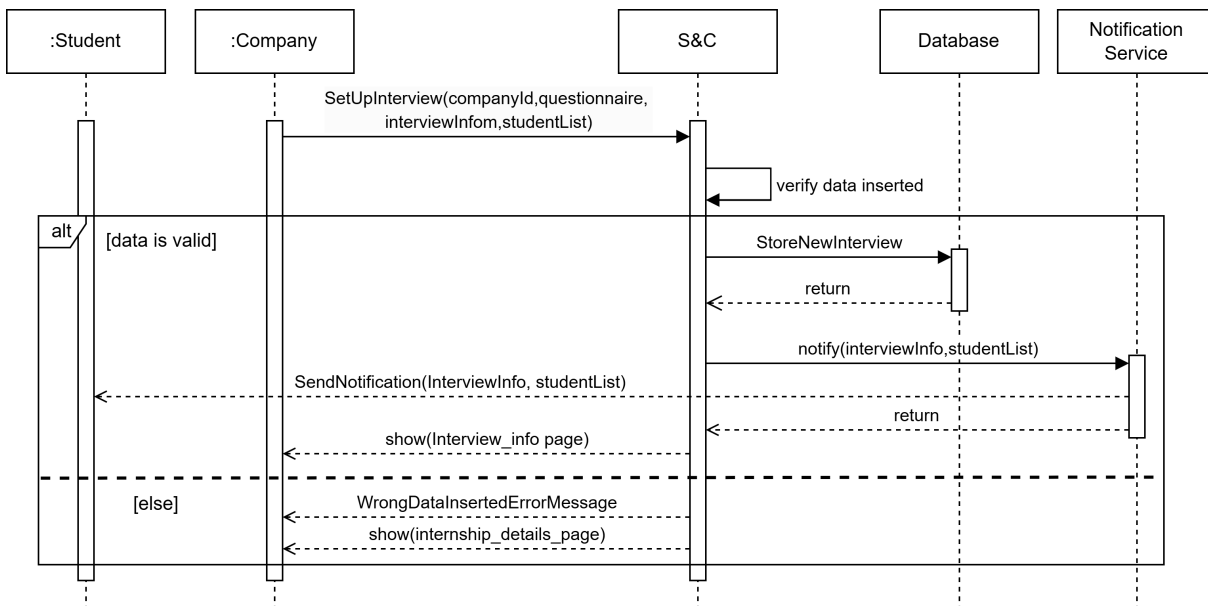 :Student
:Company
S&C
Database
Notification
Service
SetUpInterview(companyId,questionnaire,
interviewInfom,studentList)
verify data inserted
alt
[data is valid]
StoreNewInterview
return
notify(interviewInfo,studentList)
SendNotification(InterviewInfo, studentList)
return
show(Interview_info page)
[else]
WrongDataInsertedErrorMessage
show(internship_details_page)